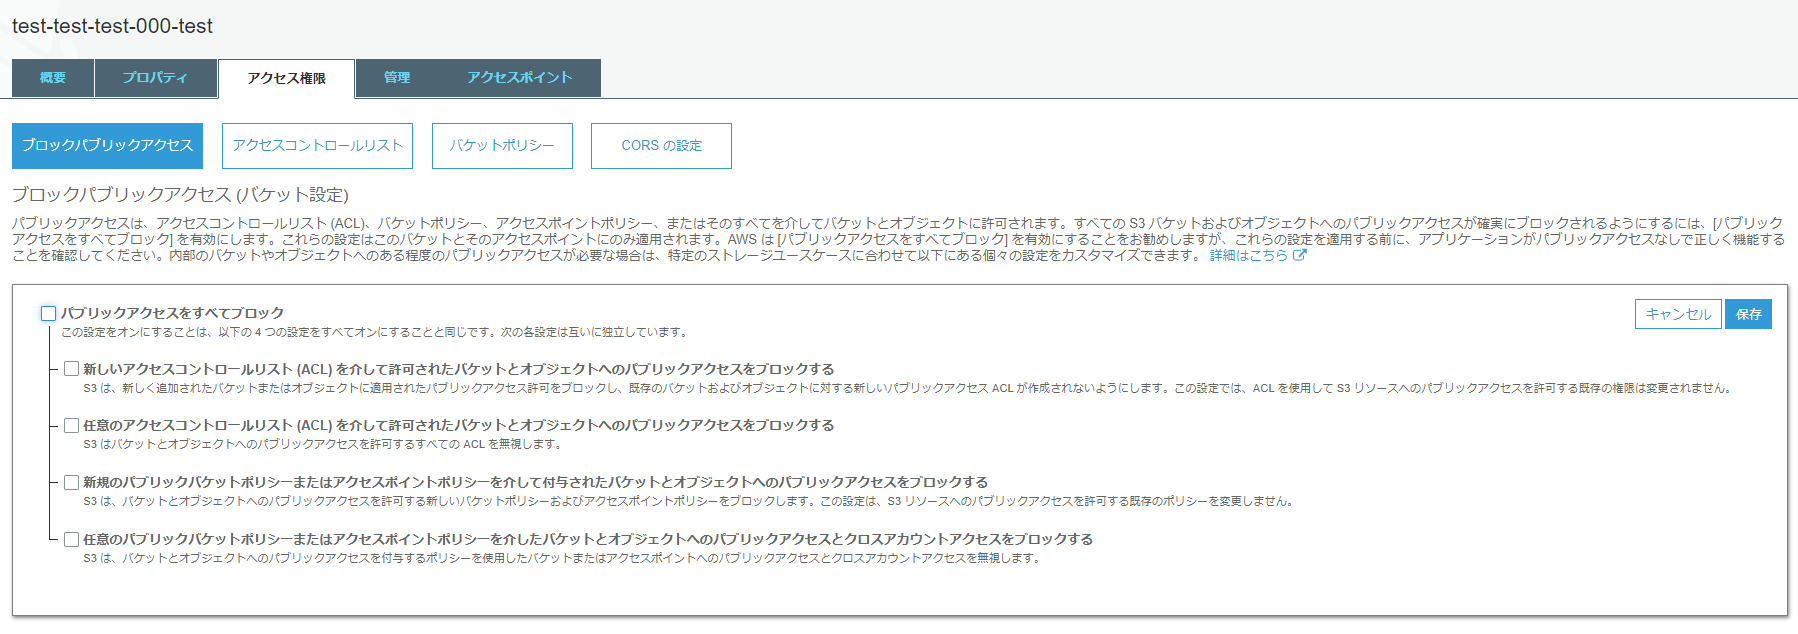 test-test-test-000-test
概要 プロパティ アクセス権限 管理 アクセスポイント
ブロックパブリックアクセス アクセスコントロールリスト バケットポリシー CORS の設定
ブロックパブリックアクセス (バケット設定)
パブリックアクセスは、アクセスコントロールリスト (ACL)、バケットポリシー、アクセスポイントポリシー、またはそのすべてを介してバケットとオブジェクトに許可されます。すべての S3 バケットおよびオブジェクトへのパブリックアクセスが確実にブロックされるようにするには、[パブリック
アクセスをすべてブロック] を有効にします。これらの設定はこのバケットとそのアクセスポイントにのみ適用されます。AWS は [パブリックアクセスをすべてブロック] を有効にすることをお勧めしますが、これらの設定を適用する前に、アプリケーションがパブリックアクセスなしで正しく機能する
ことを確認してください。内部のバケットやオブジェクトへのある程度のパブリックアクセスが必要な場合は、特定のストレージユースケースに合わせて以下にある個々の設定をカスタマイズできます。 詳細はこちら
パブリックアクセスをすべてブロック
キャンセル 保存
この設定をオンにすることは、以下の 4 つの設定をすべてオンにすることと同じです。次の各設定は互いに独立しています。
新しいアクセスコントロールリスト (ACL) を介して許可されたバケットとオブジェクトへのパブリックアクセスをブロックする
S3 は、新しく追加されたバケットまたはオブジェクトに適用されたパブリックアクセス許可をブロックし、既存のバケットおよびオブジェクトに対する新しいパブリックアクセス ACL が作成されないようにします。この設定では、ACL を使用して S3 リソースへのパブリックアクセスを許可する既存の権限は変更されません。
任意のアクセスコントロールリスト (ACL) を介して許可されたバケットとオブジェクトへのパブリックアクセスをブロックする
S3 はバケットとオブジェクトへのパブリックアクセスを許可するすべての ACL を無視します。
新規のパブリックバケットポリシーまたはアクセスポイントポリシーを介して付与されたバケットとオブジェクトへのパブリックアクセスをブロックする
S3 は、バケットとオブジェクトへのパブリックアクセスを許可する新しいバケットポリシーおよびアクセスポイントポリシーをブロックします。この設定は、S3 リソースへのパブリックアクセスを許可する既存のポリシーを変更しません。
任意のパブリックバケットポリシーまたはアクセスポイントポリシーを介したバケットとオブジェクトへのパブリックアクセスとクロスアカウントアクセスをブロックする
S3 は、バケットとオブジェクトへのパブリックアクセスを付与するポリシーを使用したバケットまたはアクセスポイントへのパブリックアクセスとクロスアカウントアクセスを無視します。